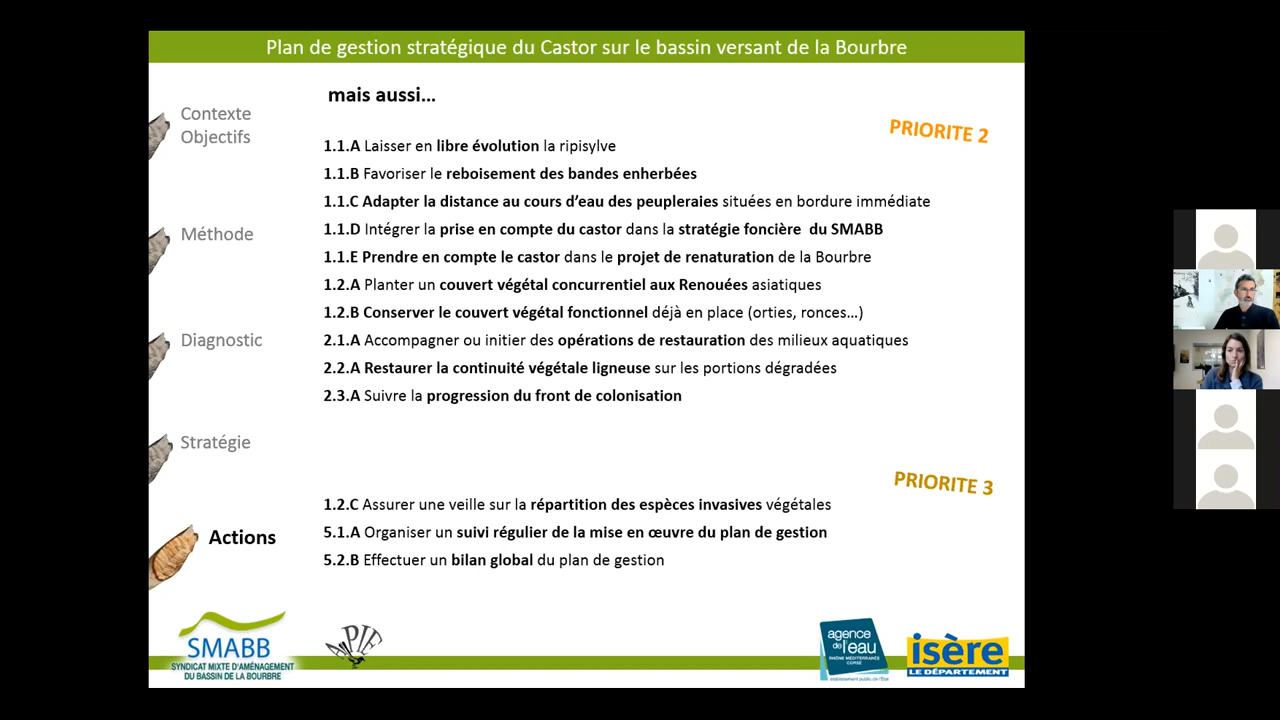 Plan de gestion stratégique du Castor sur le bassin versant de la Bourbre
mais aussi…
Contexte
Objectifs
Méthode
Diagnostic
Stratégie
Actions
PRIORITE 2
1.1.A Laisser en libre évolution la ripisylve
1.1.B Favoriser le reboisement des bandes enherbées
1.1.C Adapter la distance au cours d’eau des peupleraies situées en bordure immédiate
1.1.D Intégrer la prise en compte du castor dans la stratégie foncière du SMABB
1.1.E Prendre en compte le castor dans le projet de renaturation de la Bourbre
1.2.A Planter un couvert végétal concurrentiel aux Renouées asiatiques
1.2.B Conserver le couvert végétal fonctionnel déjà en place (orties, ronces…)
2.1.A Accompagner ou initier des opérations de restauration des milieux aquatiques
2.2.A Restaurer la continuité végétale ligneuse sur les portions dégradées
2.3.A Suivre la progression du front de colonisation
PRIORITE 3
1.2.C Assurer une veille sur la répartition des espèces invasives végétales
5.1.A Organiser un suivi régulier de la mise en œuvre du plan de gestion
5.2.B Effectuer un bilan global du plan de gestion
SMABB
SYNDICAT MIXTE D'AMÉNAGEMENT
DU BASSIN DE LA BOURBRE
agence
de l'eau
RHÔNE MÉDITERRANÉE
CORSE
établissement public de l'État
isère
LE DÉPARTEMENT